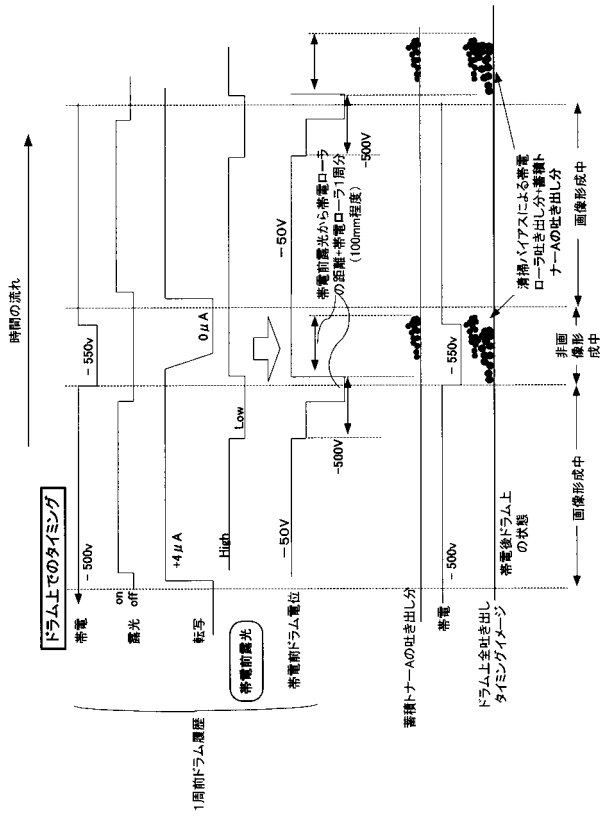 時間の流れ
ドラム上でのタイミング
帯電
－500v
－550v
露光
on
off
転写
+4μA
0μA
帯電前露光
High
Low
帯電前ドラム電位
－50V
－500V
－50V
－500V
帯電前露光から帯電ローラ
の距離+帯電ローラ1周分
（100mm程度）
1周前ドラム履歴
蓄積トナーAの吐き出し分
帯電
－500v
－550v
ドラム上全吐き出し
タイミングイメージ
帯電後ドラム上
の状態
清掃バイアスによる帯電
ローラ吐き出し分+蓄積ト
ナーAの吐き出し分
画像形成中
非画
像形
成中
画像形成中